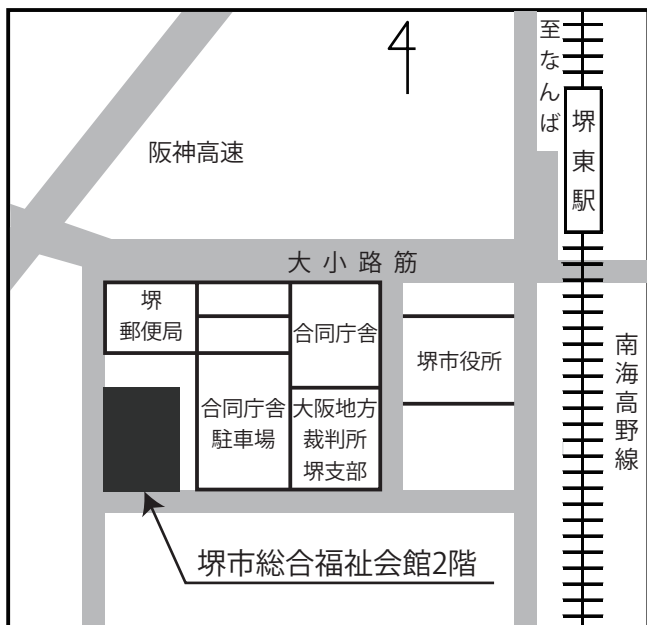 至なんば
堺東駅
阪神高速
大小路筋
堺
郵便局
合同庁舎
堺市役所
南海高野線
合同庁舎
駐車場
大阪地方
裁判所
堺支部
堺市総合福祉会館2階